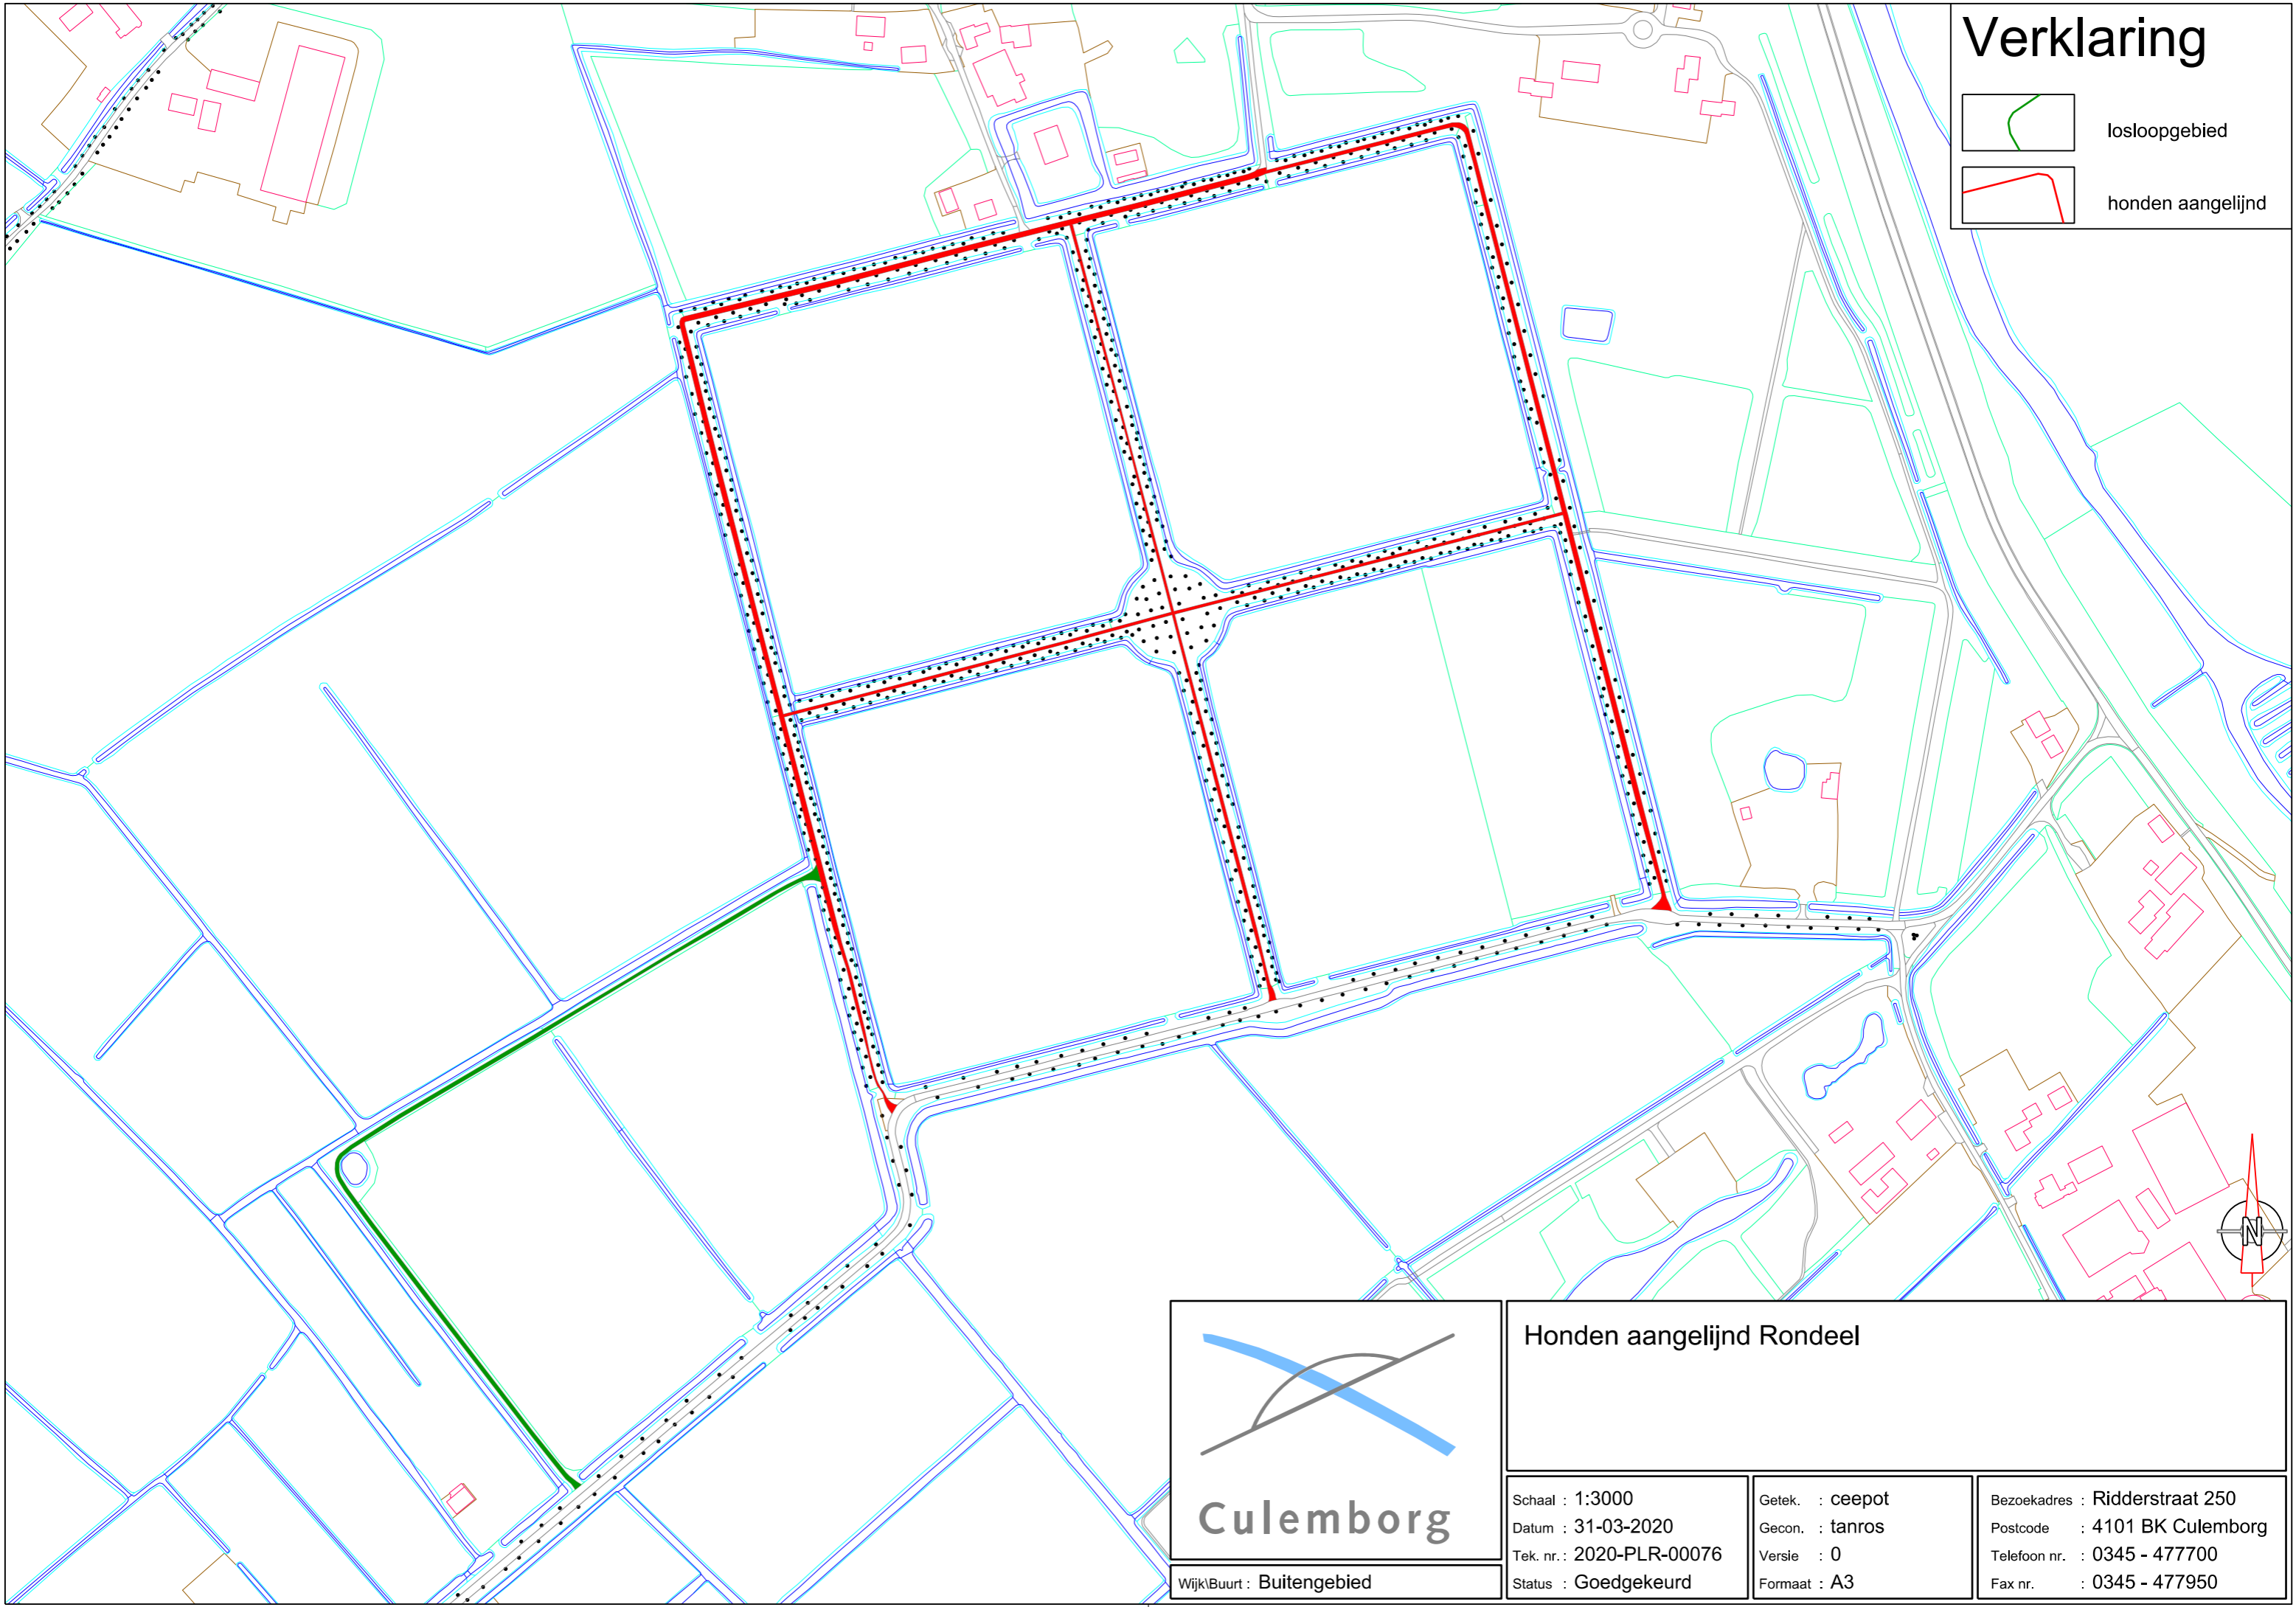 Verklaring
losloopgebied
honden aangelijnd
N
Culemborg
Wijk\Buurt : Buitengebied
Honden aangelijnd Rondeel
Schaal : 1:3000
Datum : 31-03-2020
Tek. nr. : 2020-PLR-00076
Status : Goedgekeurd
Getek. : ceepot
Gecon. : tanros
Versie : 0
Formaat : A3
Bezoekadres : Ridderstraat 250
Postcode : 4101 BK Culemborg
Telefoon nr. : 0345 - 477700
Fax nr. : 0345 - 477950